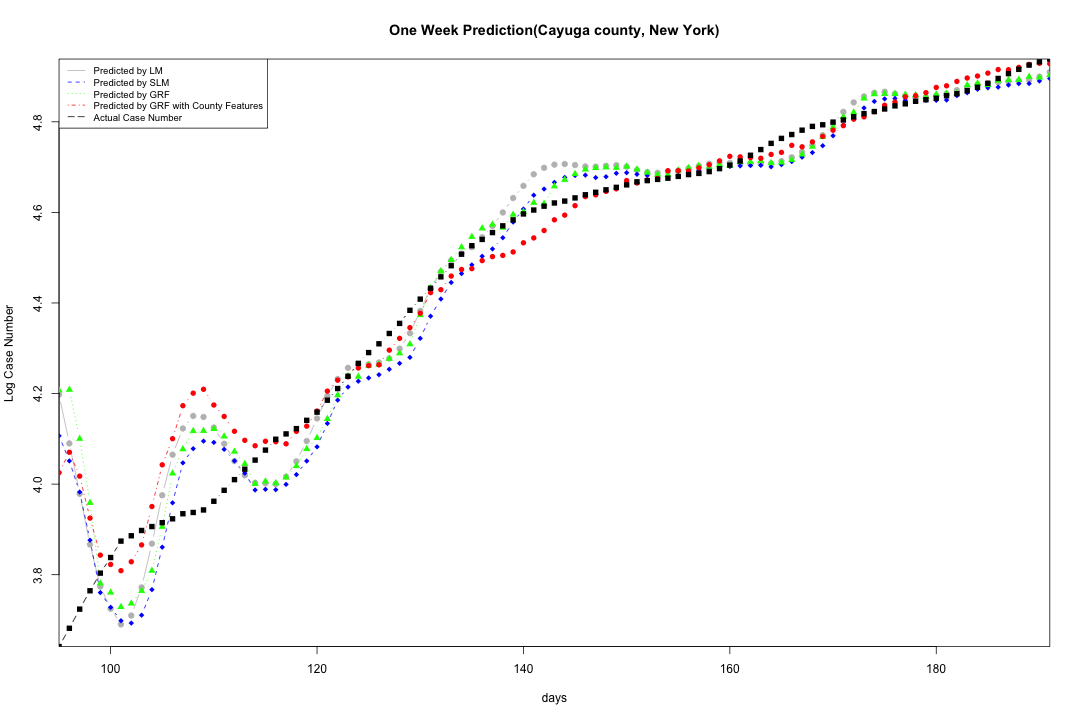 One Week Prediction(Cayuga county, New York)
Predicted by LM
Predicted by SLM
Predicted by GRF
Predicted by GRF with County Features
Actual Case Number
4.8
4.6
4.4
4.2
4.0
3.8
Log Case Number
100 120 140 160 180
days